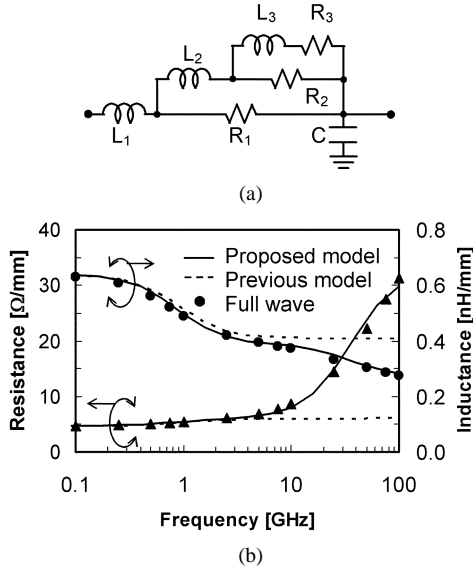 L3 R3
L2
R2
L1 R1 C
(a)
40 0.8
Proposed model
Previous model
Full wave
30 0.6
20 0.4
10 0.2
0 0.0
Resistance [Ω/mm]
Inductance [nH/mm]
0.1 1 10 100
Frequency [GHz]
(b)